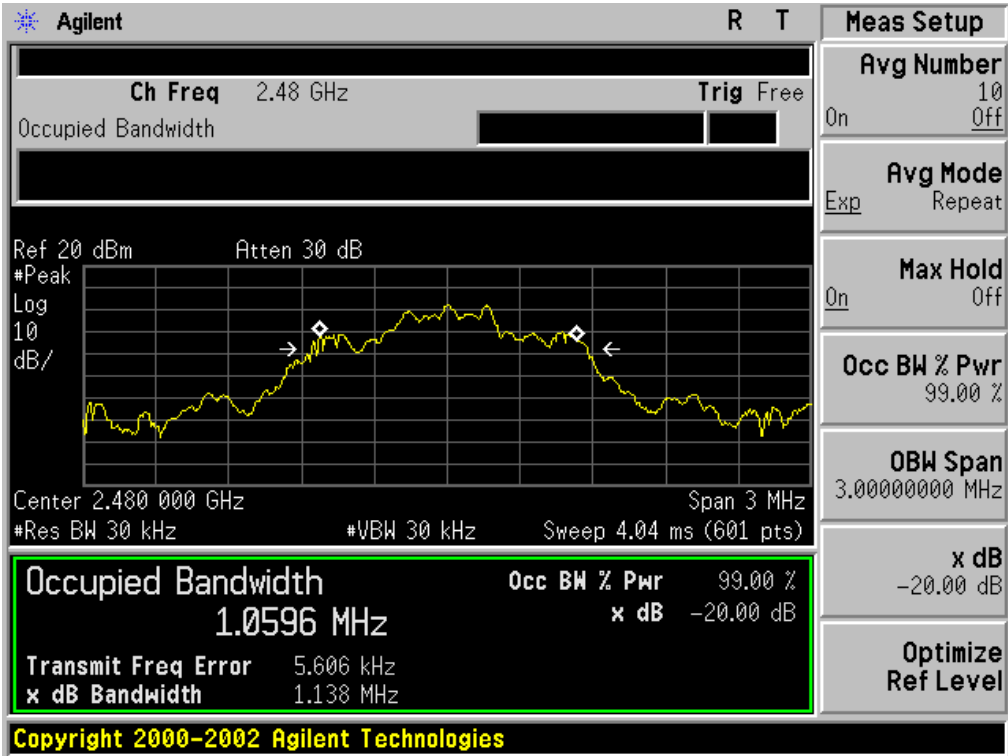 Agilent R T
Ch Freq 2.48 GHz Trig Free
Occupied Bandwidth
Ref 20 dBm Atten 30 dB
#Peak
Log
10
dB/
Center 2.480 000 GHz Span 3 MHz
#Res BW 30 kHz #VBW 30 kHz Sweep 4.04 ms (601 pts)
Occupied Bandwidth Occ BW % Pwr 99.00 %
1.0596 MHz x dB -20.00 dB
Transmit Freq Error 5.606 kHz
x dB Bandwidth 1.138 MHz
Copyright 2000-2002 Agilent Technologies
Meas Setup
Avg Number
10
On Off
Avg Mode
Exp Repeat
Max Hold
On Off
Occ BW % Pwr
99.00 %
OBW Span
3.00000000 MHz
x dB
-20.00 dB
Optimize
Ref Level